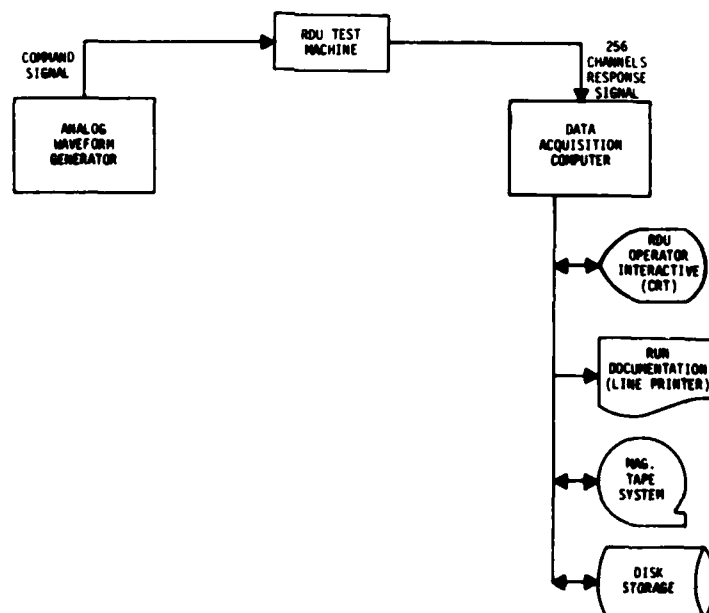 COMMAND
SIGNAL
RDU TEST
MACHINE
256
CHANNELS
RESPONSE
SIGNAL
ANALOG
WAVEFORM
GENERATOR
DATA
ACQUISITION
COMPUTER
RDU
OPERATOR
INTERACTIVE
(CRT)
RUN
DOCUMENTATION
(LINE PRINTER)
MAG.
TAPE
SYSTEM
DISK
STORAGE